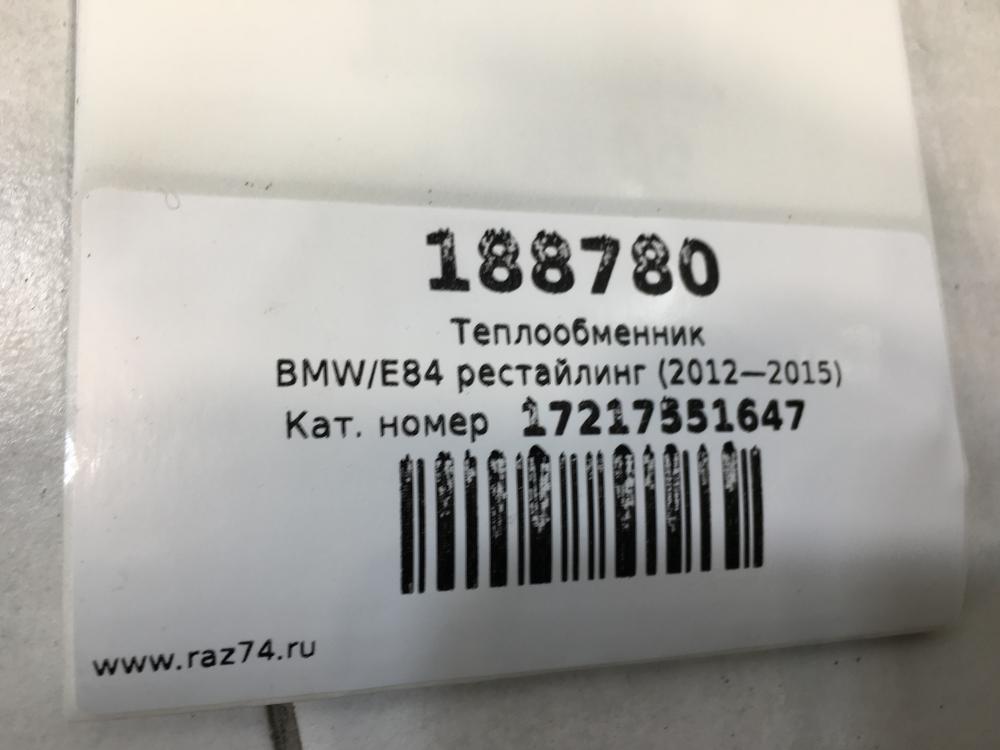 188780
Теплообменник
BMW/E84 рестайлинг (2012—2015)
Кат. номер 17217551647
www.raz74.ru